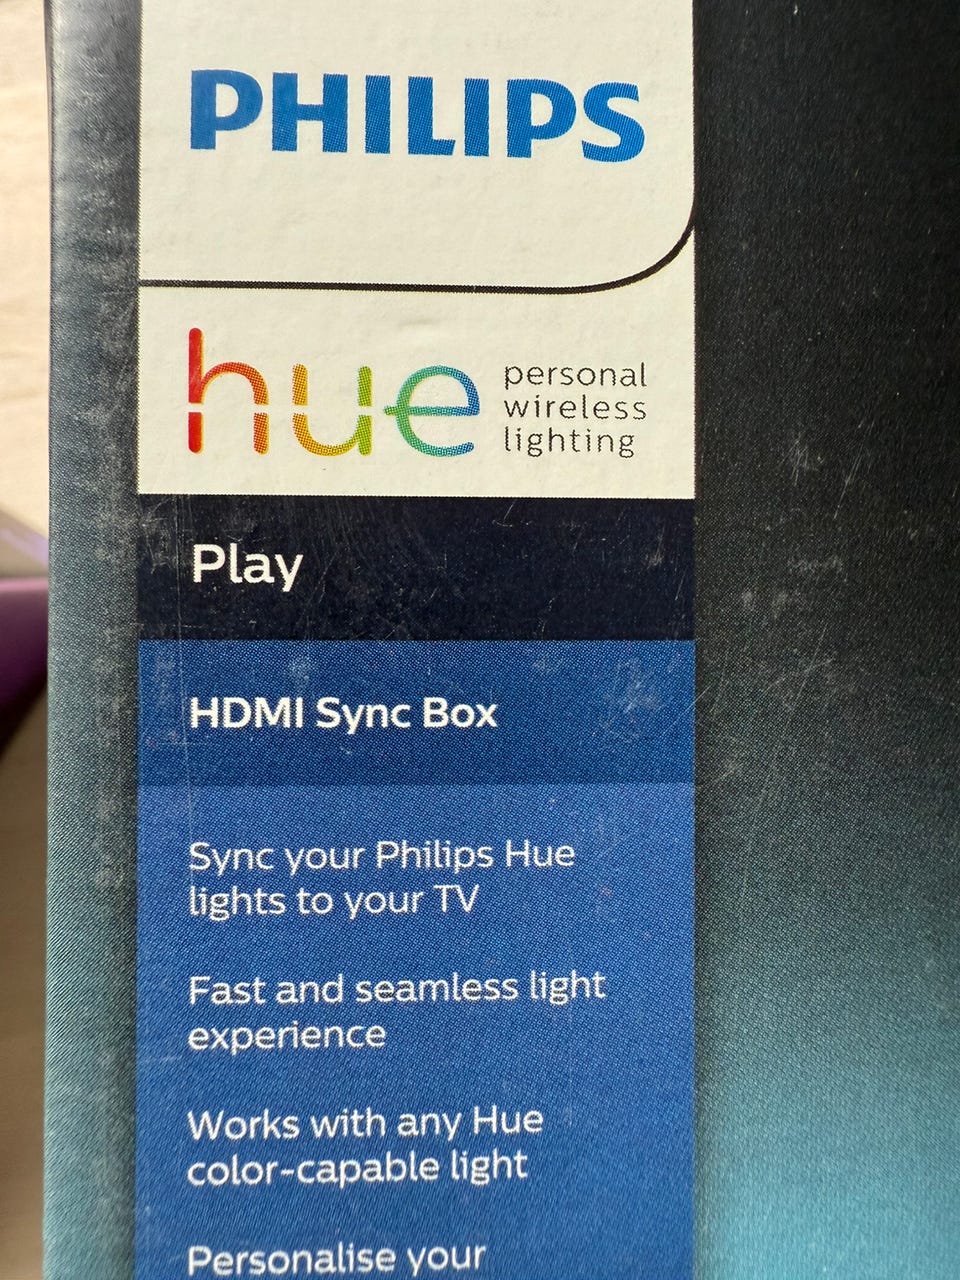 PHILIPS
hue
personal
wireless
lighting
Play
HDMI Sync Box
Sync your Philips Hue
lights to your TV
Fast and seamless light
experience
Works with any Hue
color-capable light
Personalise your